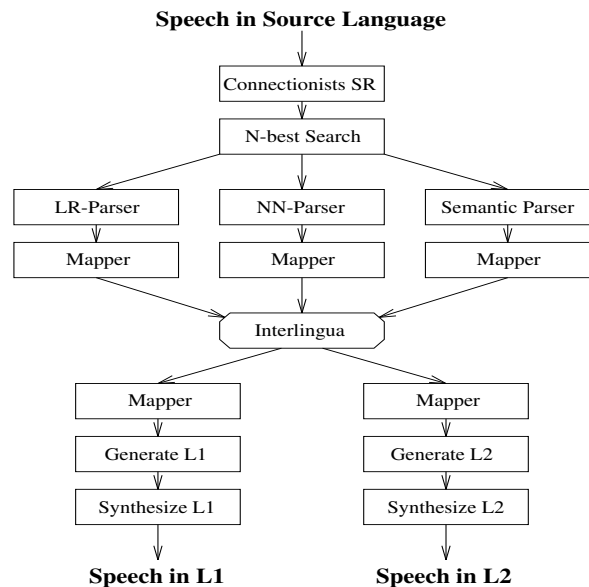 Speech in Source Language
Connectionists SR
N-best Search
LR-Parser
NN-Parser
Semantic Parser
Mapper
Mapper
Mapper
Interlingua
Mapper
Mapper
Generate L1
Generate L2
Synthesize L1
Synthesize L2
Speech in L1
Speech in L2